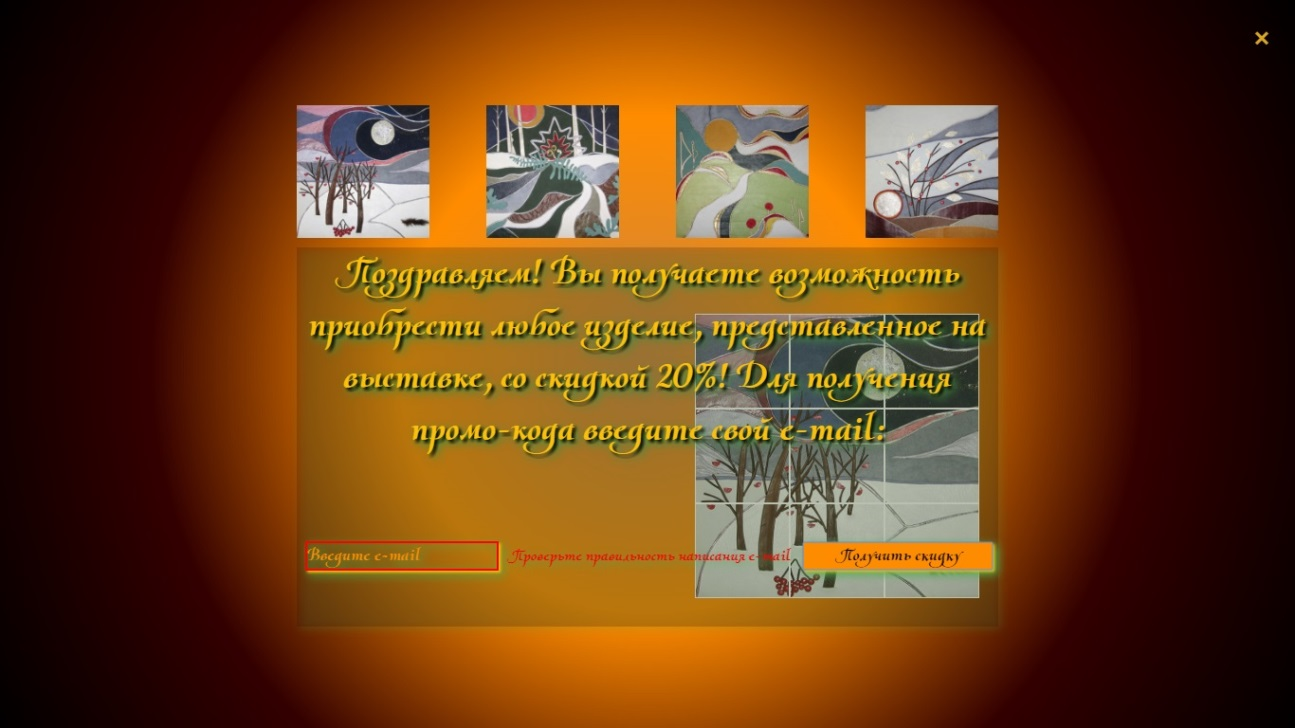 ×
Поздравляем! Вы получаете возможность
приобрести любое изделие, представленное на
выставке, со скидкой 20%! Для получения
промо-кода введите свой e-mail:
Введите e-mail Проверьте правильность написания e-mail Получить скидку